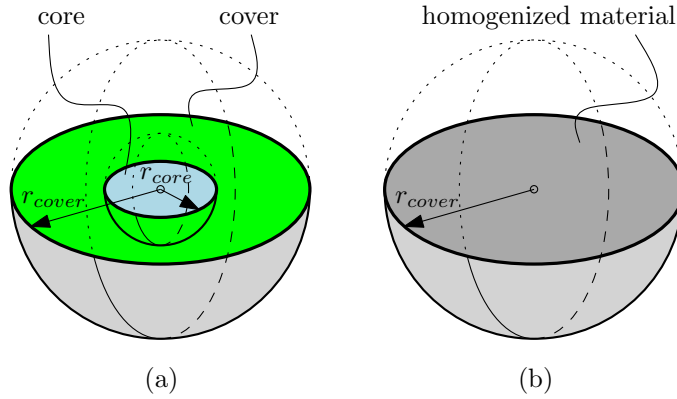 core cover homogenized material
r_core
r_cover r_cover
(a) (b)